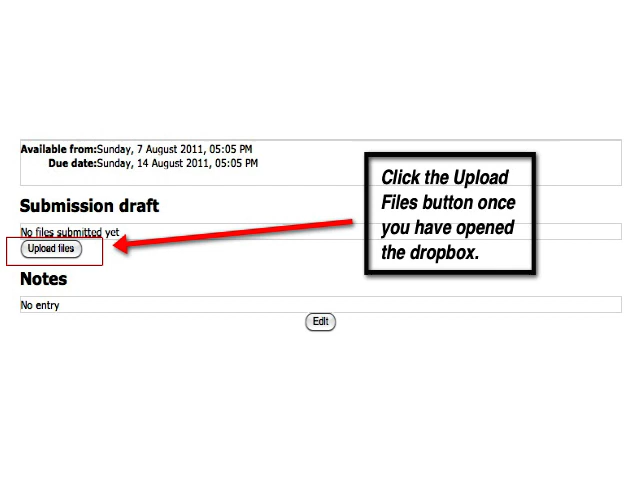 Available from:Sunday, 7 August 2011, 05:05 PM
Due date:Sunday, 14 August 2011, 05:05 PM
Click the Upload
Files button once
you have opened
the dropbox.
Submission draft
No files submitted yet
Upload files
Notes
No entry
Edit